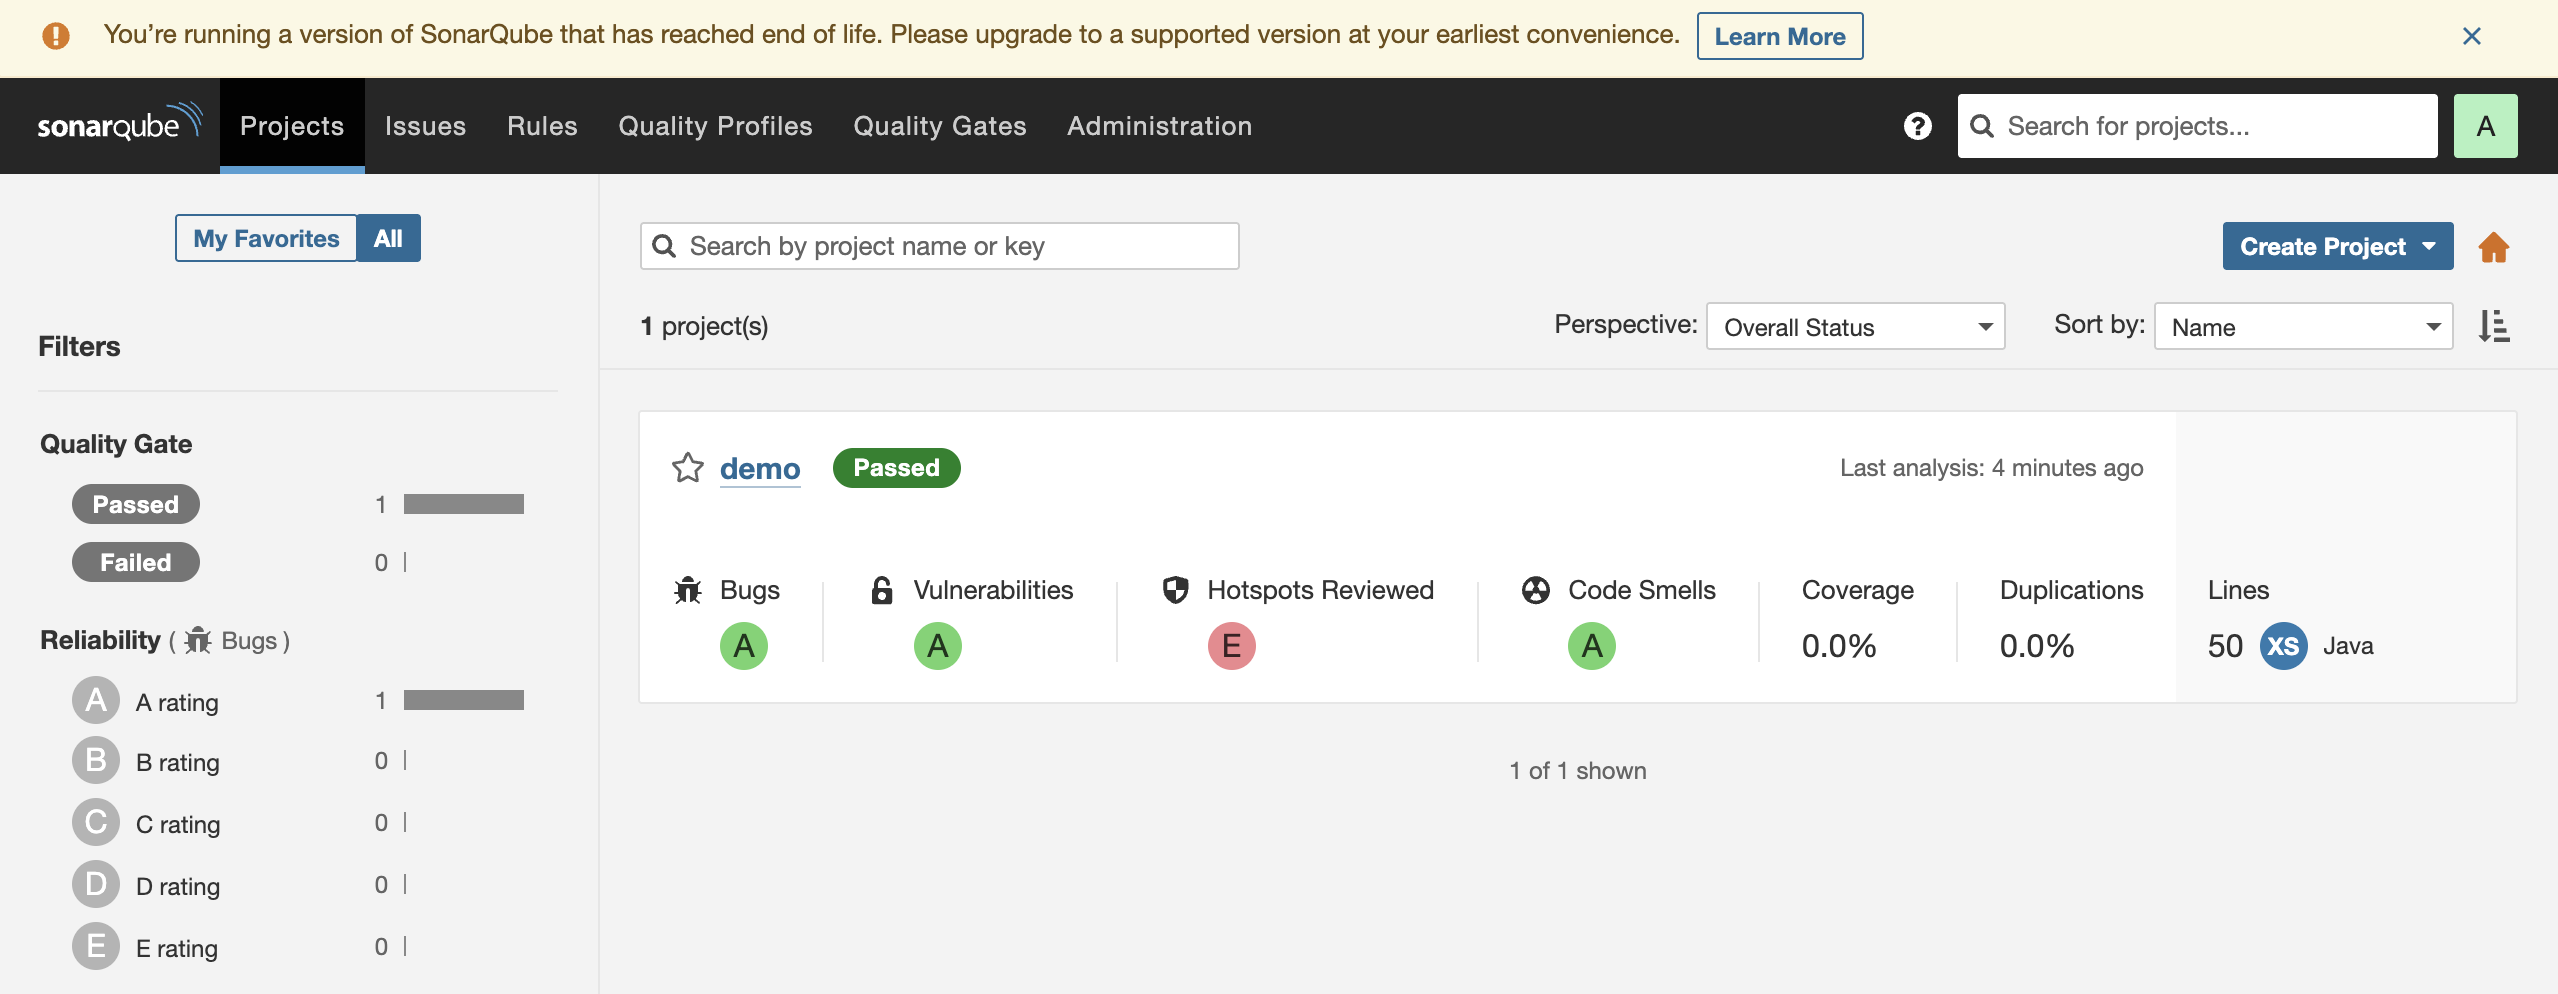 You’re running a version of SonarQube that has reached end of life. Please upgrade to a supported version at your earliest convenience. Learn More
sonarqube Projects Issues Rules Quality Profiles Quality Gates Administration ? Search for projects... A
My Favorites All
Search by project name or key Create Project
1 project(s) Perspective: Overall Status Sort by: Name
Filters
Quality Gate
Passed 1
Failed 0
Reliability ( Bugs )
A A rating 1
B B rating 0
C C rating 0
D D rating 0
E E rating 0
demo Passed Last analysis: 4 minutes ago
Bugs Vulnerabilities Hotspots Reviewed Code Smells Coverage Duplications Lines
A A E A 0.0% 0.0% 50 XS Java
1 of 1 shown